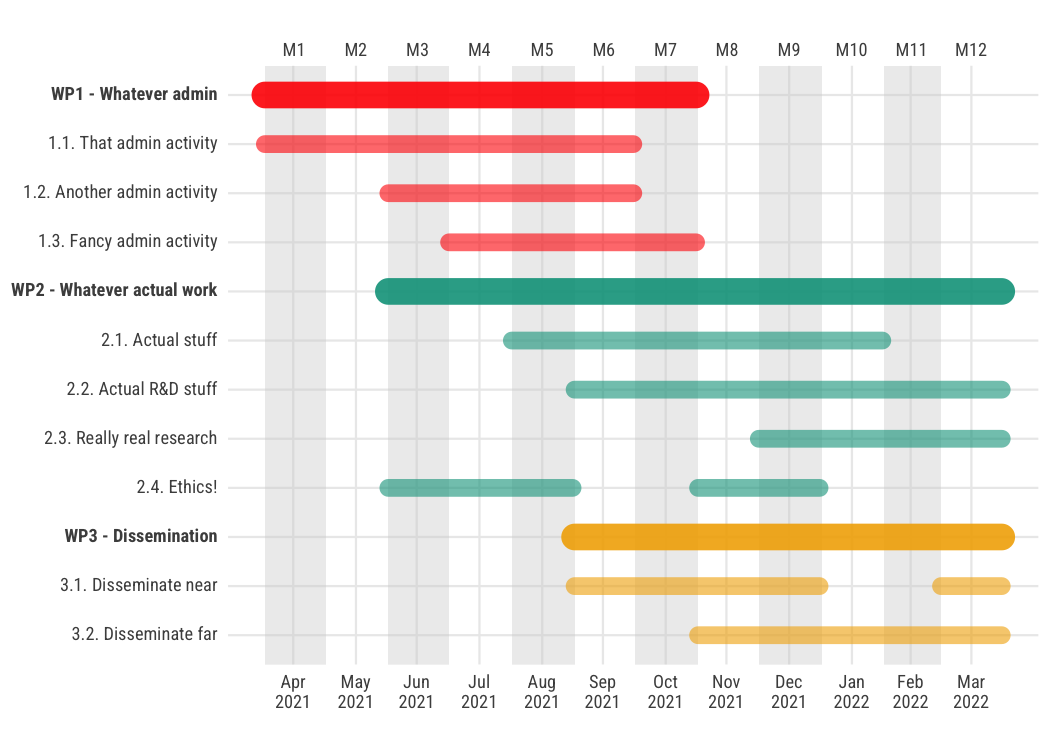 M1 M2 M3 M4 M5 M6 M7 M8 M9 M10 M11 M12
WP1 - Whatever admin
1.1. That admin activity
1.2. Another admin activity
1.3. Fancy admin activity
WP2 - Whatever actual work
2.1. Actual stuff
2.2. Actual R&D stuff
2.3. Really real research
2.4. Ethics!
WP3 - Dissemination
3.1. Disseminate near
3.2. Disseminate far
Apr May Jun Jul Aug Sep Oct Nov Dec Jan Feb Mar
2021 2021 2021 2021 2021 2021 2021 2021 2021 2022 2022 2022